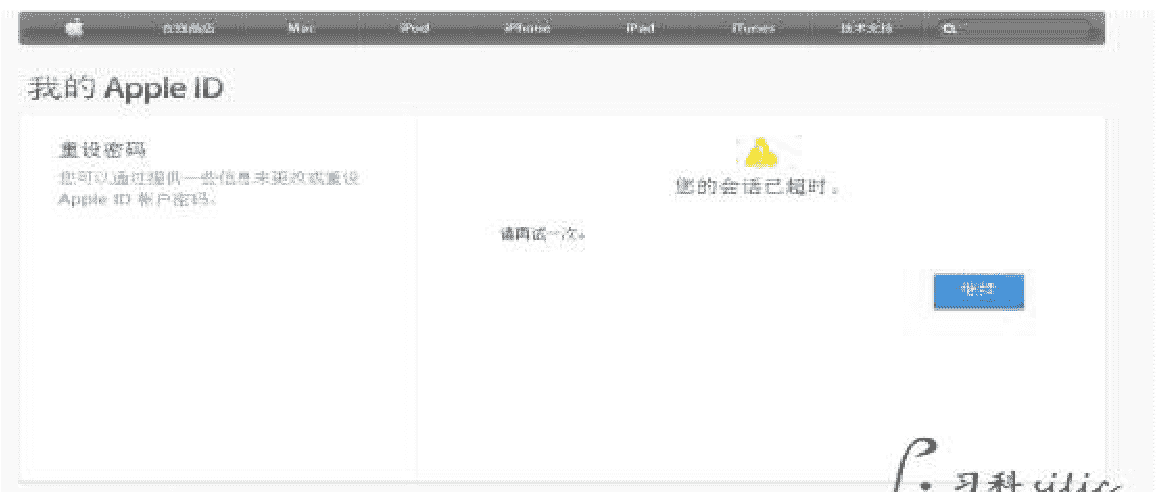 在线商店 Mac iPod iPhone iPad iTunes 技术支持
我的 Apple ID
重设密码
您可以通过提供一些信息来更改或重设
Apple ID 帐户密码。
您的会话已超时。
请再试一次。
继续
习科 silic